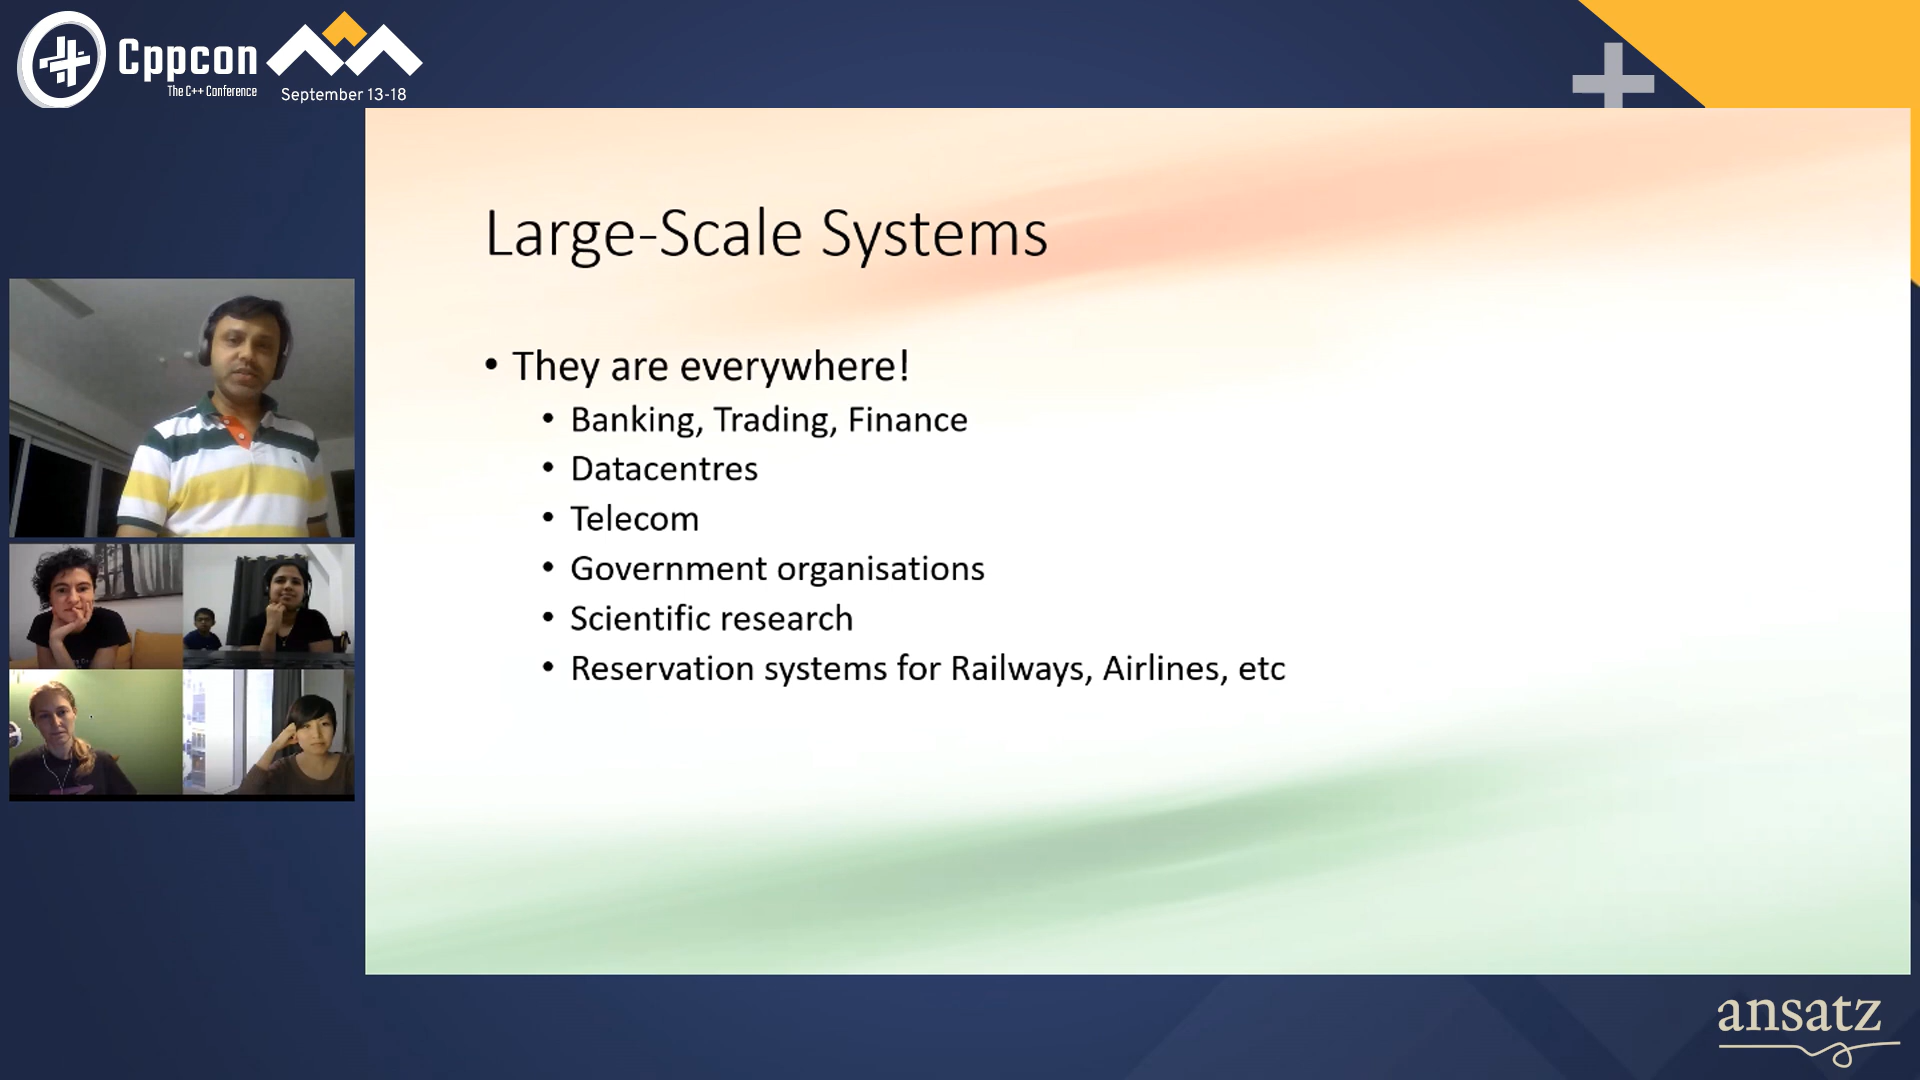 Cppcon
The C++ Conference
September 13-18
Large-Scale Systems
• They are everywhere!
• Banking, Trading, Finance
• Datacentres
• Telecom
• Government organisations
• Scientific research
• Reservation systems for Railways, Airlines, etc
ansatz